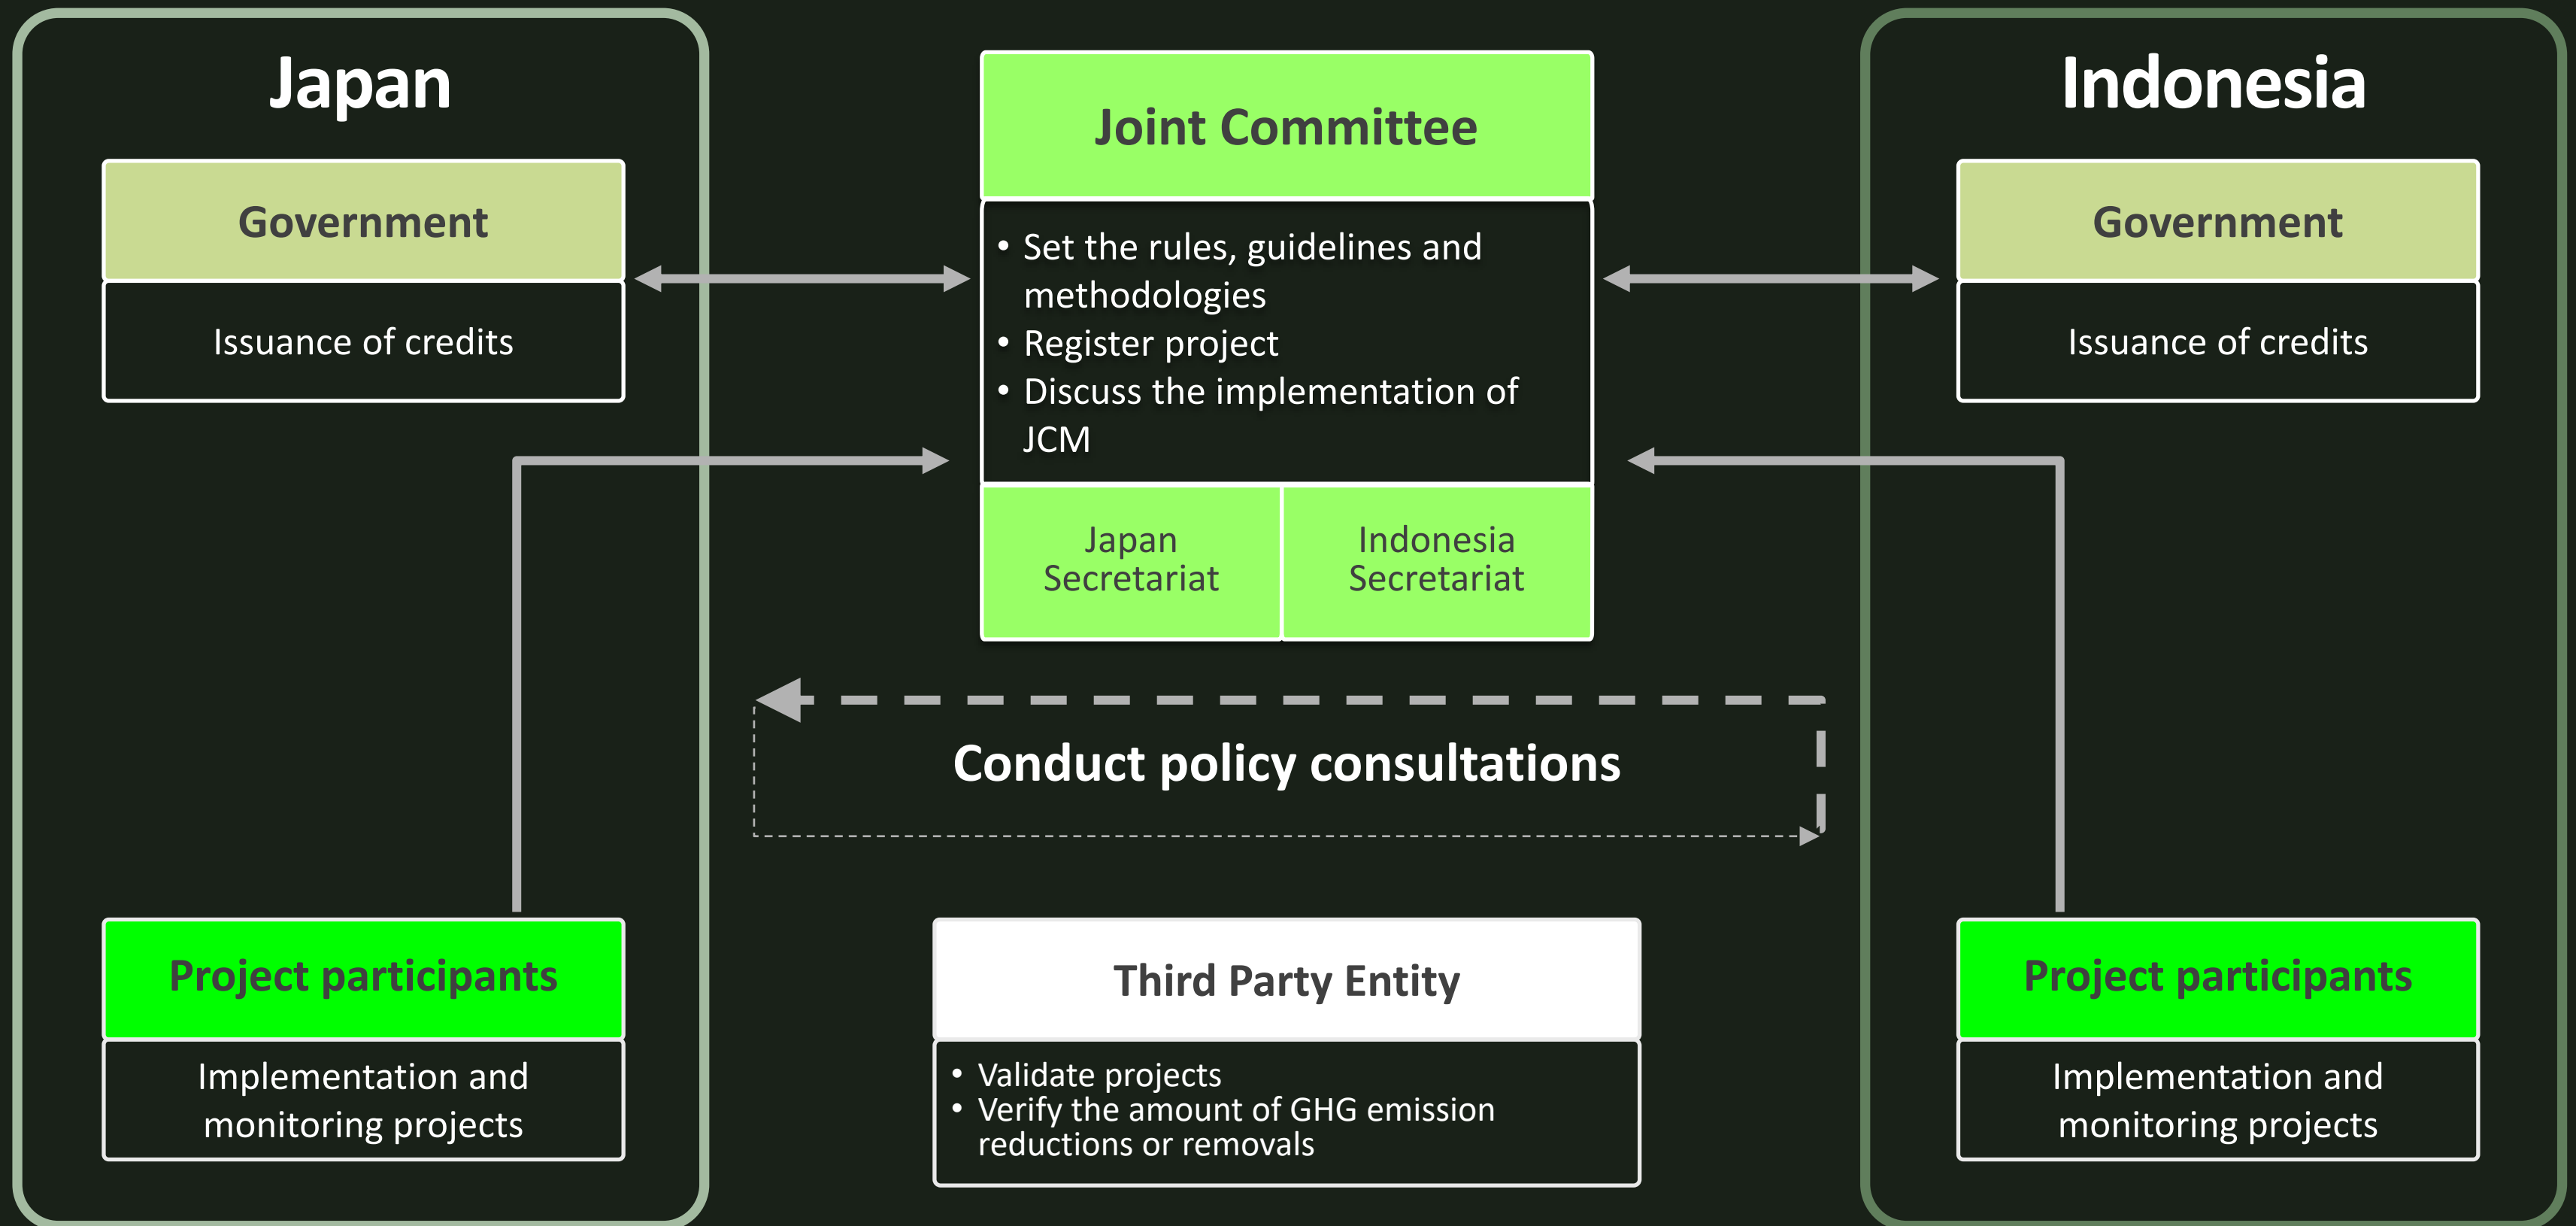 Japan
Government
Issuance of credits
Project participants
Implementation and
monitoring projects
Joint Committee
• Set the rules, guidelines and
methodologies
• Register project
• Discuss the implementation of
JCM
Japan
Secretariat
Indonesia
Secretariat
Conduct policy consultations
Third Party Entity
• Validate projects
• Verify the amount of GHG emission
reductions or removals
Indonesia
Government
Issuance of credits
Project participants
Implementation and
monitoring projects